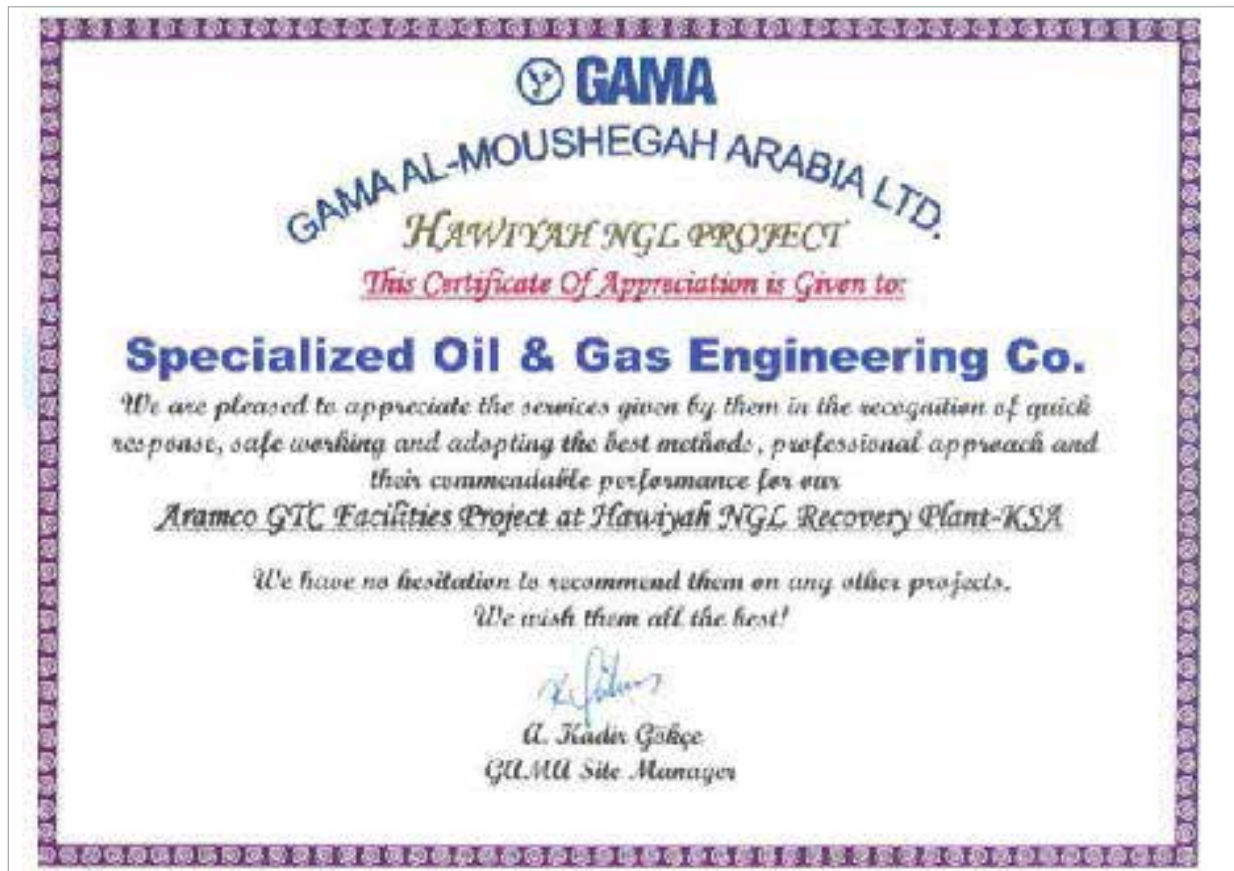 GAMA
GAMA AL-MOUSHEGAH ARABIA LTD.
HAWIYAH NGL PROJECT
This Certificate Of Appreciation is Given to:
Specialized Oil & Gas Engineering Co.
We are pleased to appreciate the services given by them in the recognition of quick
response, safe working and adopting the best methods, professional approach and
their commendable performance for our
Aramco GTC Facilities Project at Hawiyah NGL Recovery Plant-KSA
We have no hesitation to recommend them on any other projects.
We wish them all the best!
A. Kadir Gökçe
GAMA Site Manager